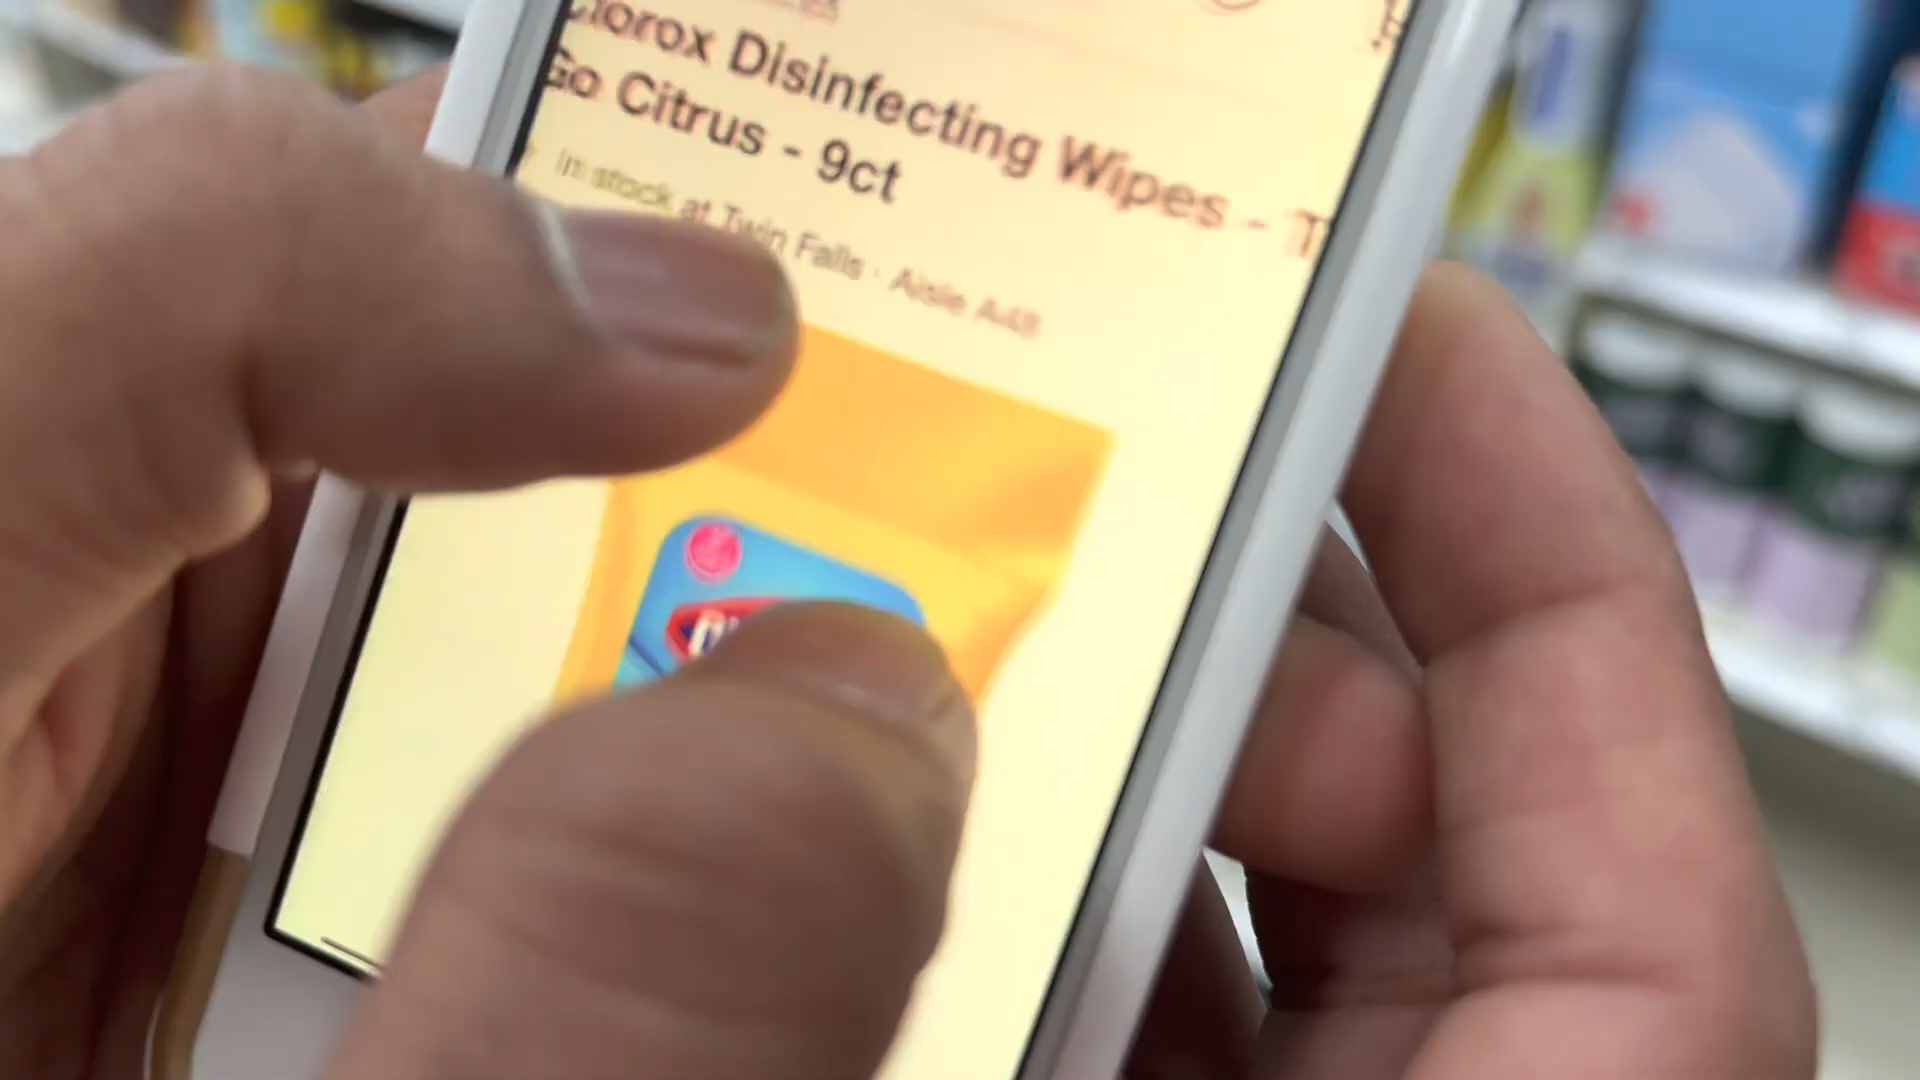 Clorox Disinfecting Wipes - T
Go Citrus - 9ct
In stock at Twin Falls · Aisle A48